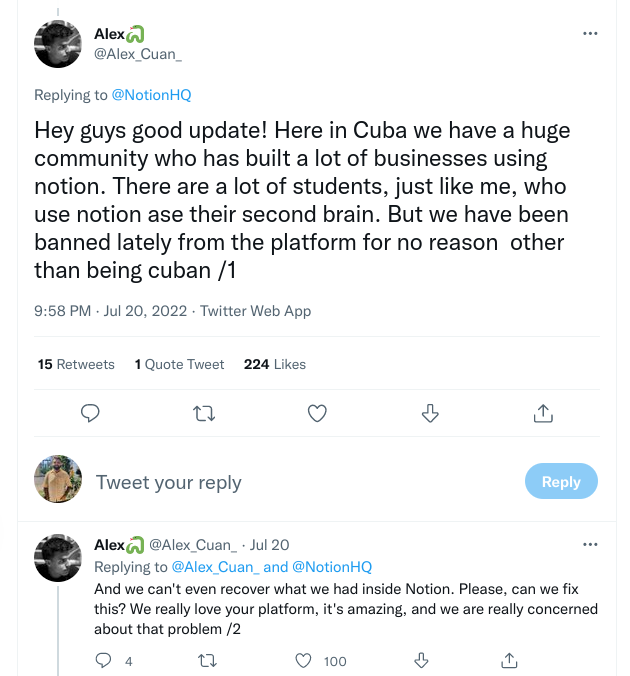 Alex
@Alex_Cuan_
Replying to @NotionHQ
Hey guys good update! Here in Cuba we have a huge
community who has built a lot of businesses using
notion. There are a lot of students, just like me, who
use notion ase their second brain. But we have been
banned lately from the platform for no reason  other
than being cuban /1
9:58 PM · Jul 20, 2022 · Twitter Web App
15 Retweets 1 Quote Tweet 224 Likes
Tweet your reply
Reply
Alex @Alex_Cuan_ · Jul 20
Replying to @Alex_Cuan_ and @NotionHQ
And we can't even recover what we had inside Notion. Please, can we fix
this? We really love your platform, it's amazing, and we are really concerned
about that problem /2
4 100